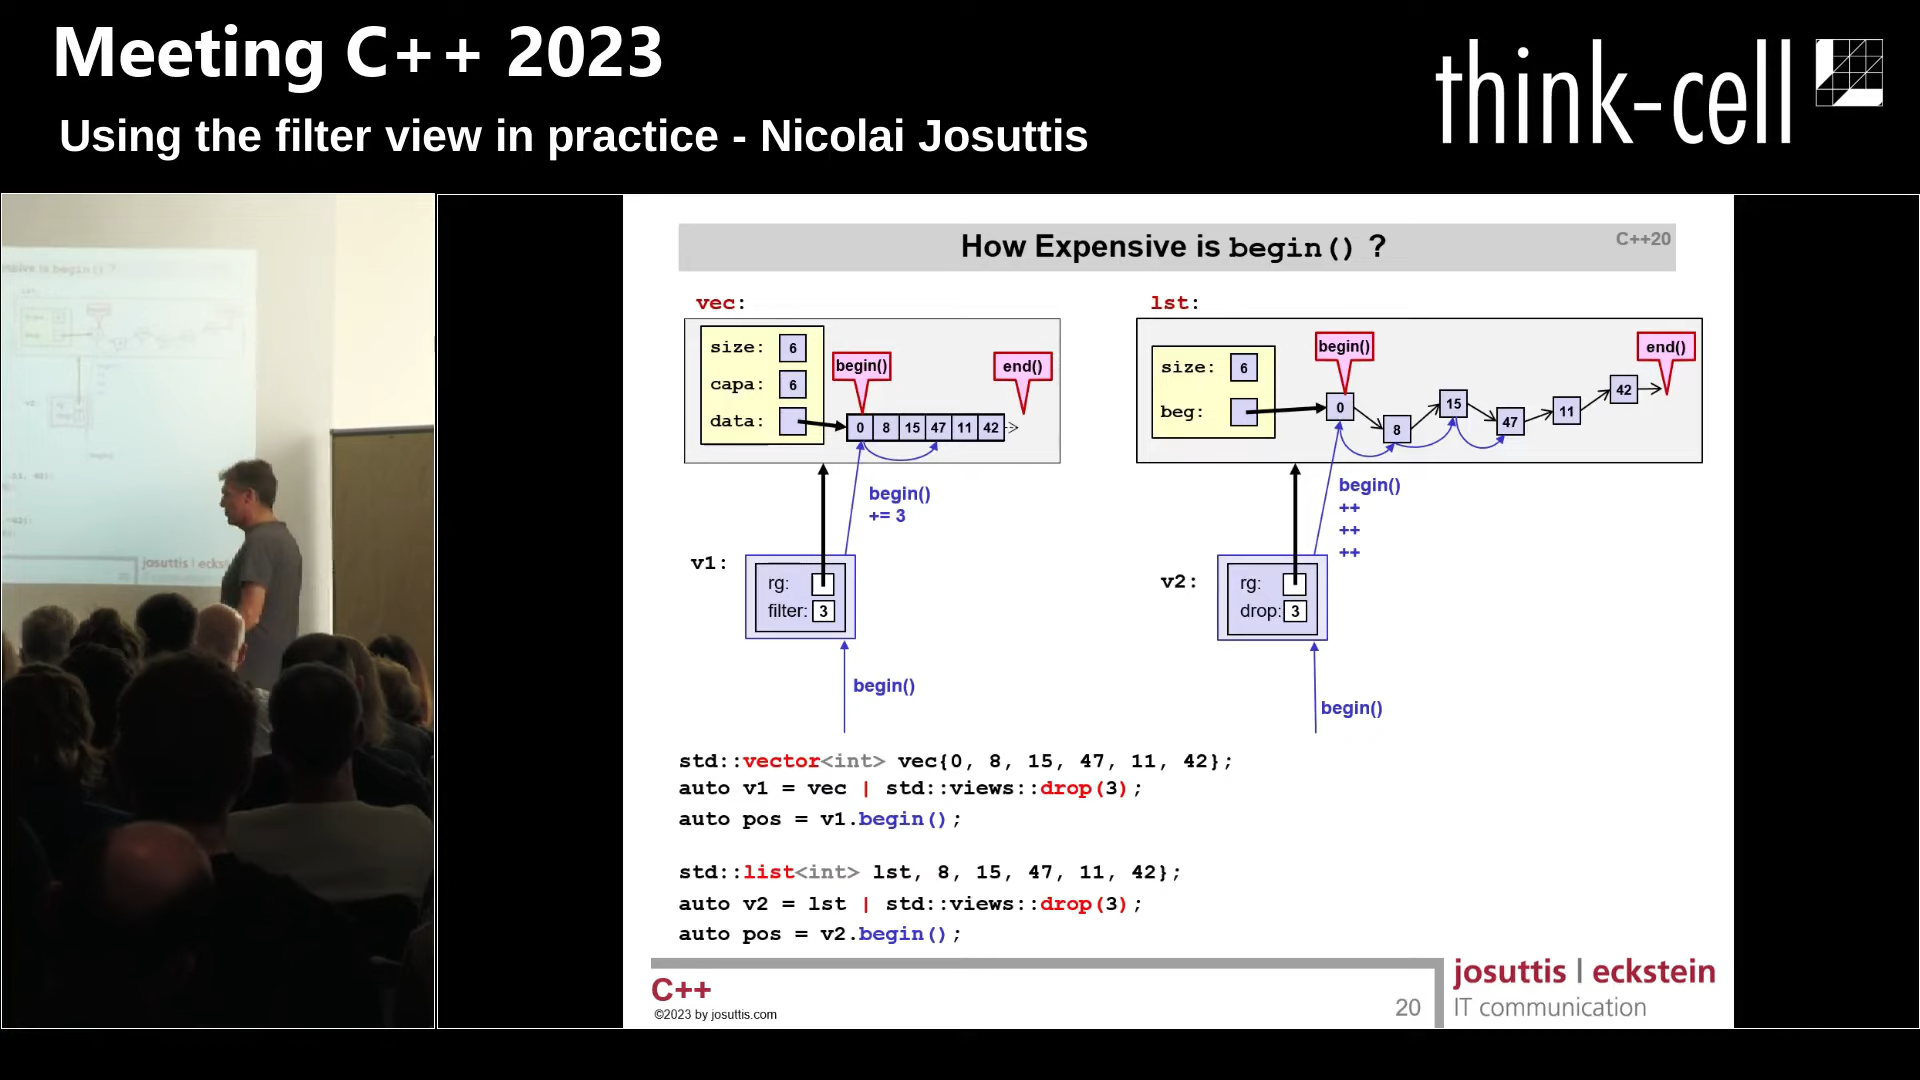 Meeting C++ 2023
Using the filter view in practice - Nicolai Josuttis
think-cell
How Expensive is begin() ?
C++20
vec:
size: 6
capa: 6
data:
begin()
end()
0 8 15 47 11 42
begin()
+= 3
v1:
rg:
filter: 3
begin()
lst:
size: 6
beg:
begin()
end()
0 8 15 47 11 42
begin()
++
++
++
v2:
rg:
drop: 3
begin()
std::vector<int> vec{0, 8, 15, 47, 11, 42};
auto v1 = vec | std::views::drop(3);
auto pos = v1.begin();
std::list<int> lst, 8, 15, 47, 11, 42};
auto v2 = lst | std::views::drop(3);
auto pos = v2.begin();
C++
©2023 by josuttis.com
20
josuttis | eckstein
IT communication